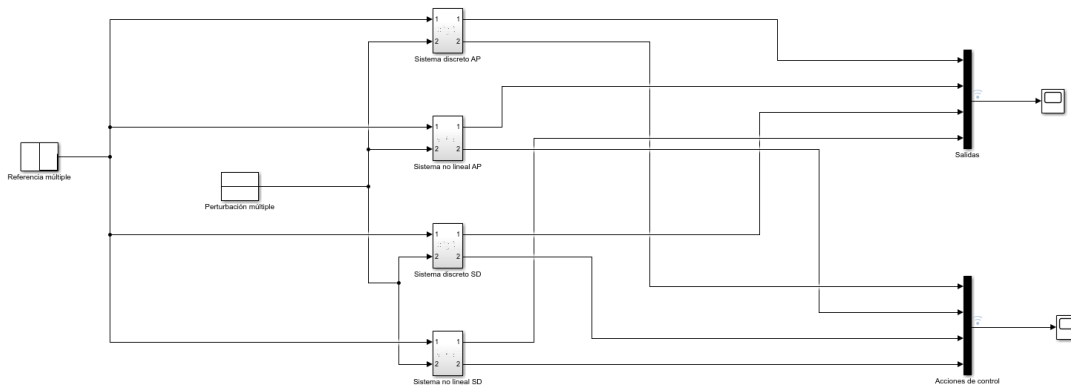 1
1
2
2
Sistema discreto AP
1
1
2
2
Sistema no lineal AP
Salidas
Referencia múltiple
Perturbación múltiple
1
1
2
2
Sistema discreto SD
1
1
2
2
Sistema no lineal SD
Acciones de control